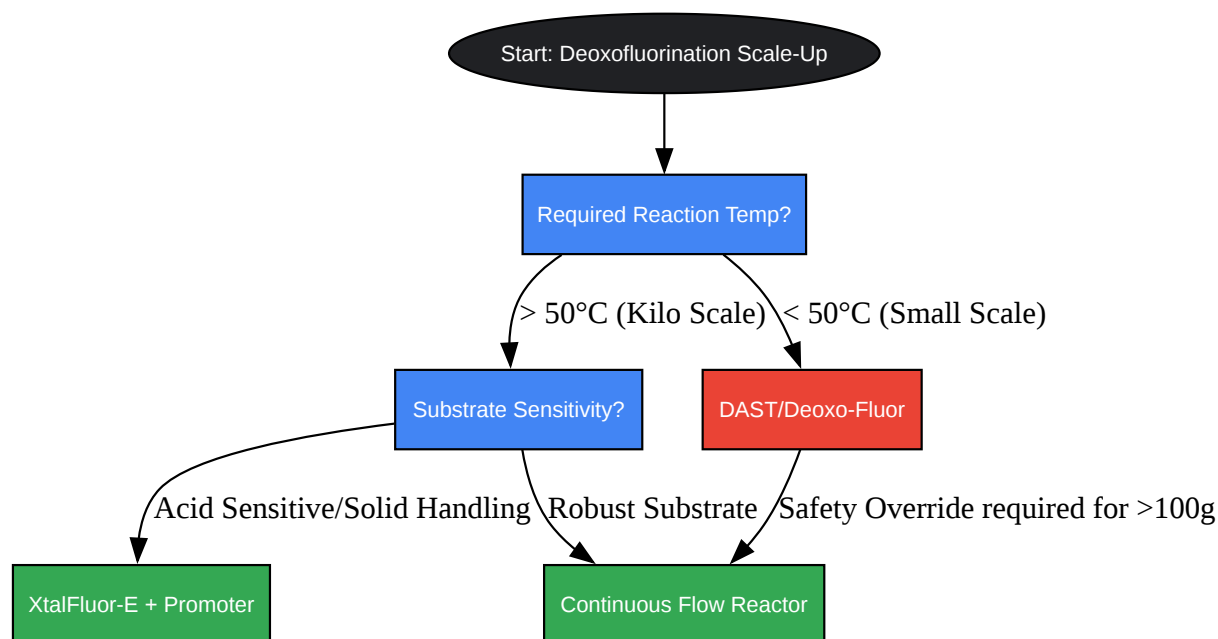 Start: Deoxofluorination Scale-Up
Required Reaction Temp?
> 50°C (Kilo Scale)
< 50°C (Small Scale)
Substrate Sensitivity?
DAST/Deoxo-Fluor
Acid Sensitive/Solid Handling
Robust Substrate
Safety Override required for >100g
XtalFluor-E + Promoter
Continuous Flow Reactor